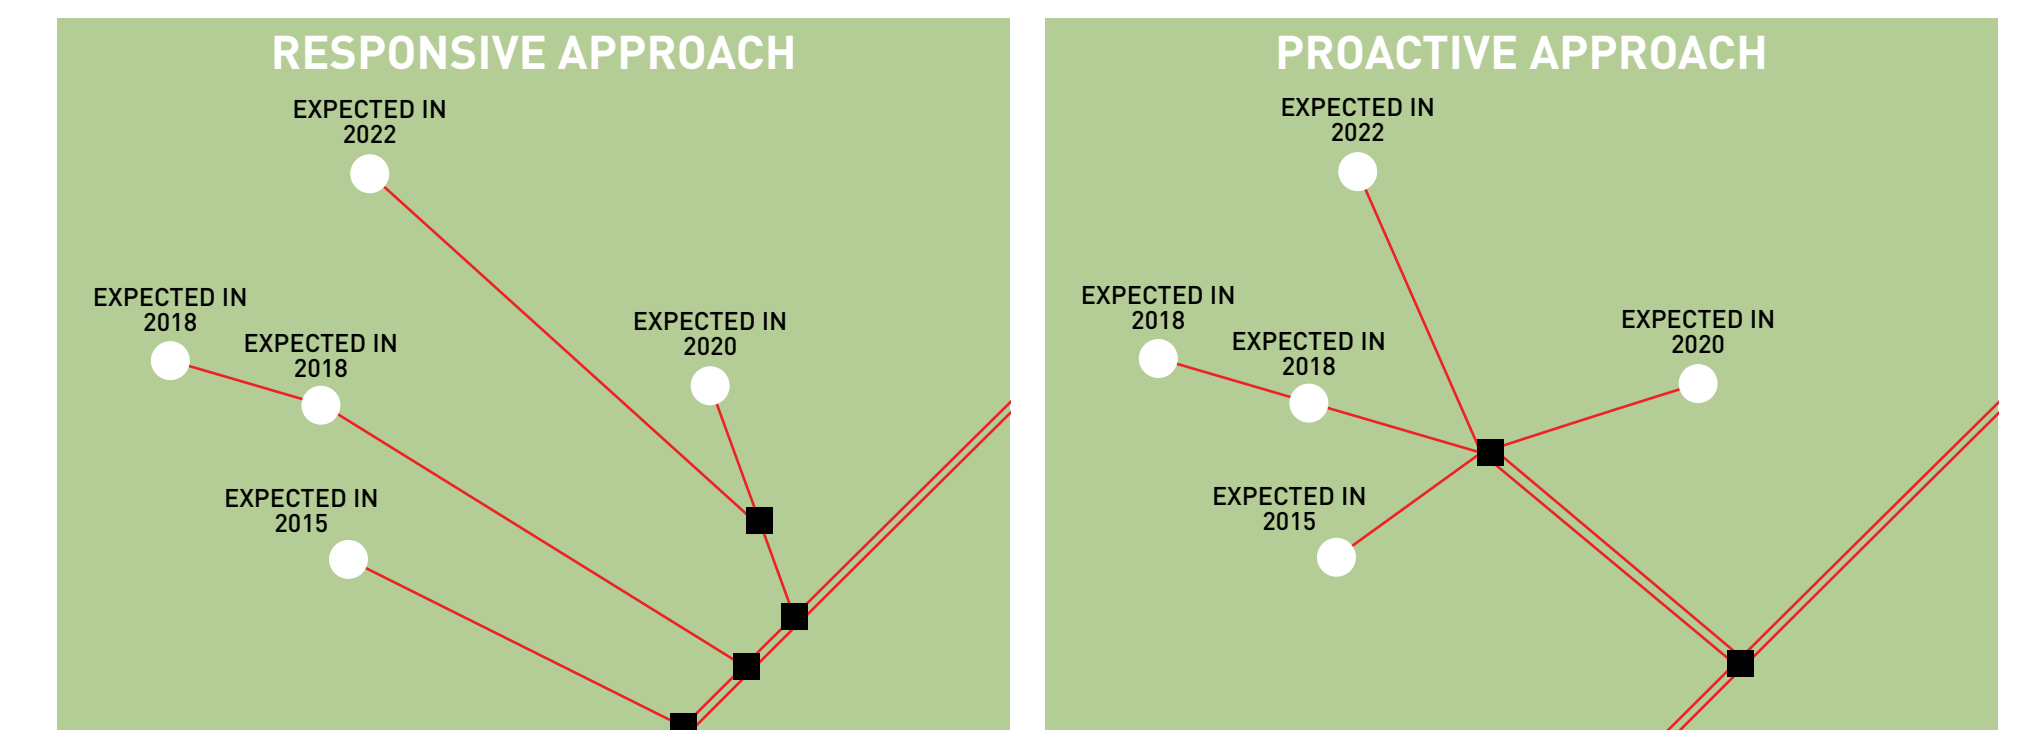 RESPONSIVE APPROACH
EXPECTED IN
2022
EXPECTED IN
2018
EXPECTED IN
2018
EXPECTED IN
2020
EXPECTED IN
2015
PROACTIVE APPROACH
EXPECTED IN
2022
EXPECTED IN
2018
EXPECTED IN
2018
EXPECTED IN
2020
EXPECTED IN
2015